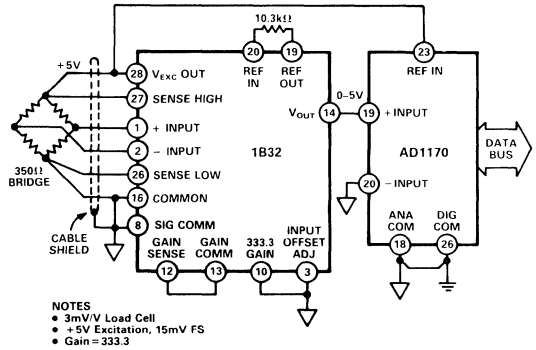 10.3kΩ
+5V
20
19
23
28
VEXC OUT
REF IN
REF OUT
REF IN
27
SENSE HIGH
0–5V
1
+ INPUT
VOUT
14
19
+INPUT
2
− INPUT
1B32
AD1170
DATA BUS
350Ω BRIDGE
26
SENSE LOW
16
COMMON
20
−INPUT
8
SIG COMM
CABLE SHIELD
GAIN SENSE
GAIN COMM
333.3 GAIN
INPUT OFFSET ADJ
ANA COM
DIG COM
12
13
10
3
18
26
NOTES
• 3mV/V Load Cell
• +5V Excitation, 15mV FS
• Gain = 333.3